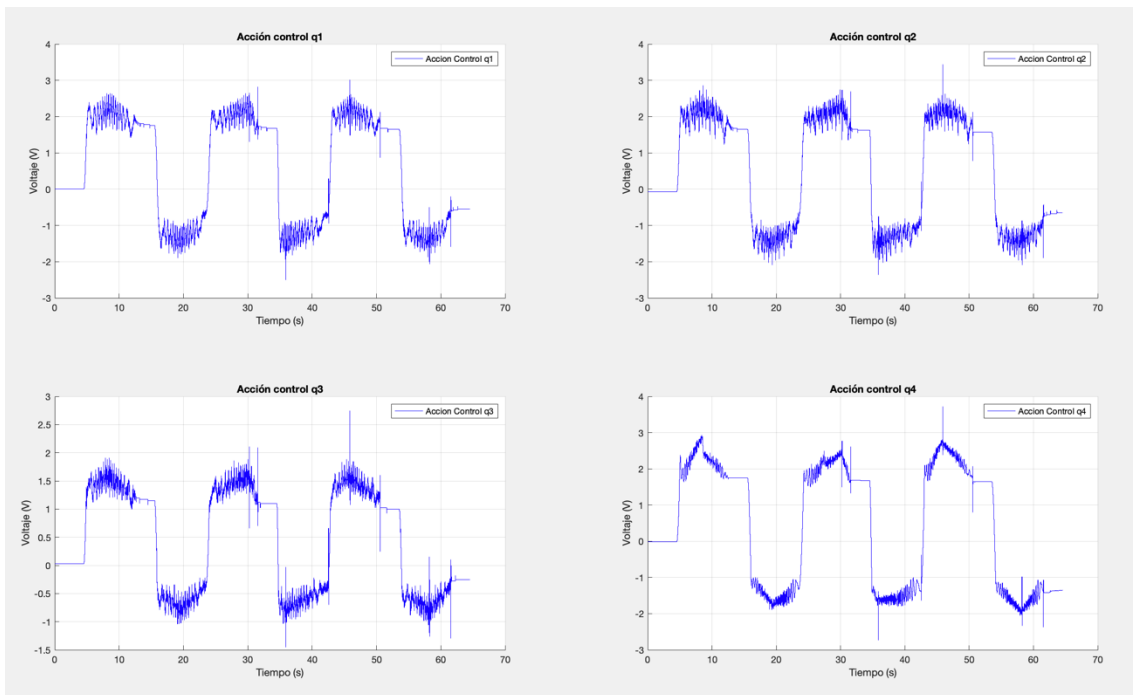 Acción control q1
Accion Control q1
4
3
2
1
0
-1
-2
-3
Voltaje (V)
0 10 20 30 40 50 60 70
Tiempo (s)
Acción control q2
Accion Control q2
4
3
2
1
0
-1
-2
-3
Voltaje (V)
0 10 20 30 40 50 60 70
Tiempo (s)
Acción control q3
Accion Control q3
3
2.5
2
1.5
1
0.5
0
-0.5
-1
-1.5
Voltaje (V)
0 10 20 30 40 50 60 70
Tiempo (s)
Acción control q4
Accion Control q4
4
3
2
1
0
-1
-2
-3
Voltaje (V)
0 10 20 30 40 50 60 70
Tiempo (s)